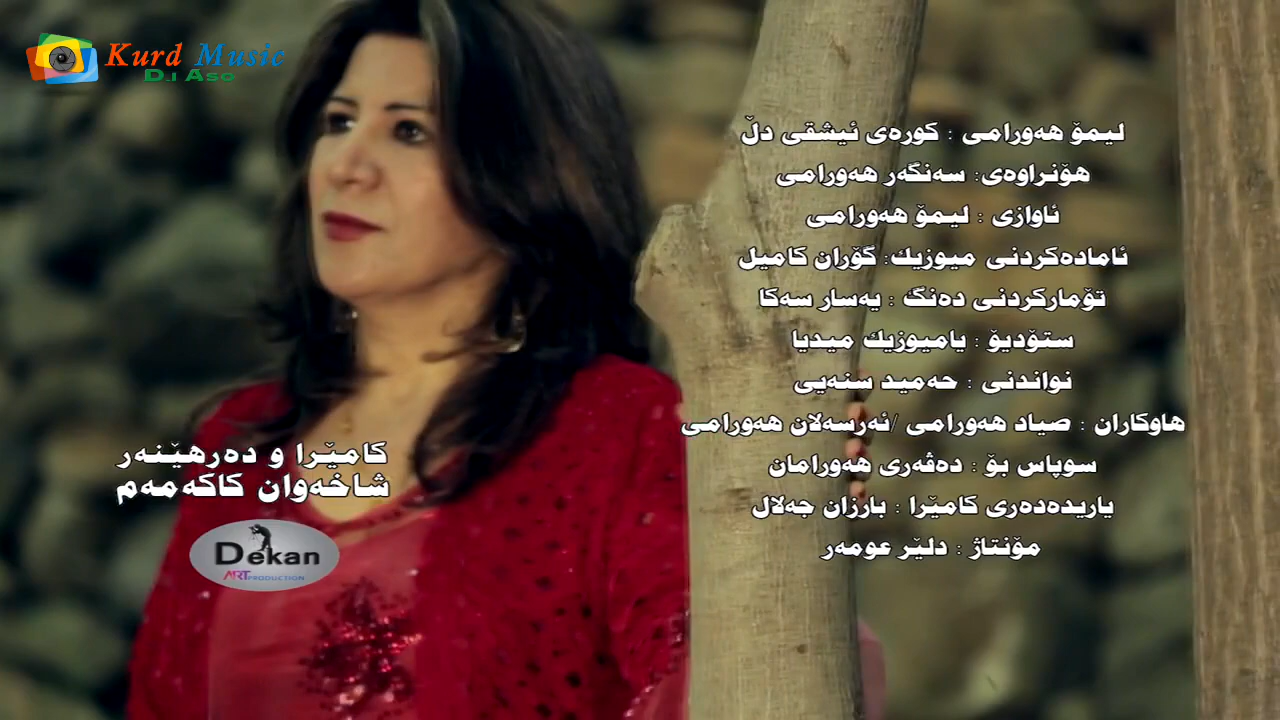 Kurd Music
DJ Aso
ليمۆ هەورامی : کورەی ئیشقی دڵ
هۆنراوەی: سەنگەر هەورامی
ئاوازی : لیمۆ هەورامی
ئامادەکردنی میوزیك: گۆران کامیل
تۆمارکردنی دەنگ : یەسار سەکا
ستۆدیۆ : یامیوزیك میدیا
نواندنی : حەمید سنەیی
هاوکاران : صیاد هەورامی /ئەرسەلان هەورامی
سوپاس بۆ : دەڤەری هەورامان
یاریدەدەری کامێرا : بارزان جەلال
مۆنتاژ : دلێر عومەر
کامێرا و دەرهێنەر
شاخەوان کاکەمەم
Dekan
ART PRODUCTION